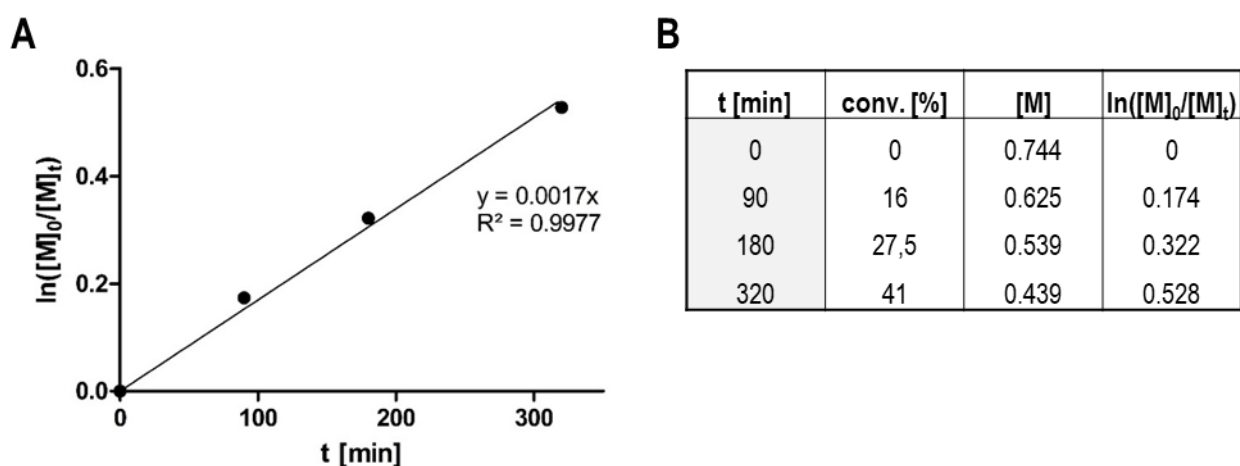 A
0.6
0.4
0.2
0.0
ln([M]0/[M]t)
y = 0.0017x
R² = 0.9977
0 100 200 300
t [min]
B
t [min] conv. [%] [M] ln([M]0/[M]t)
0 0 0.744 0
90 16 0.625 0.174
180 27,5 0.539 0.322
320 41 0.439 0.528